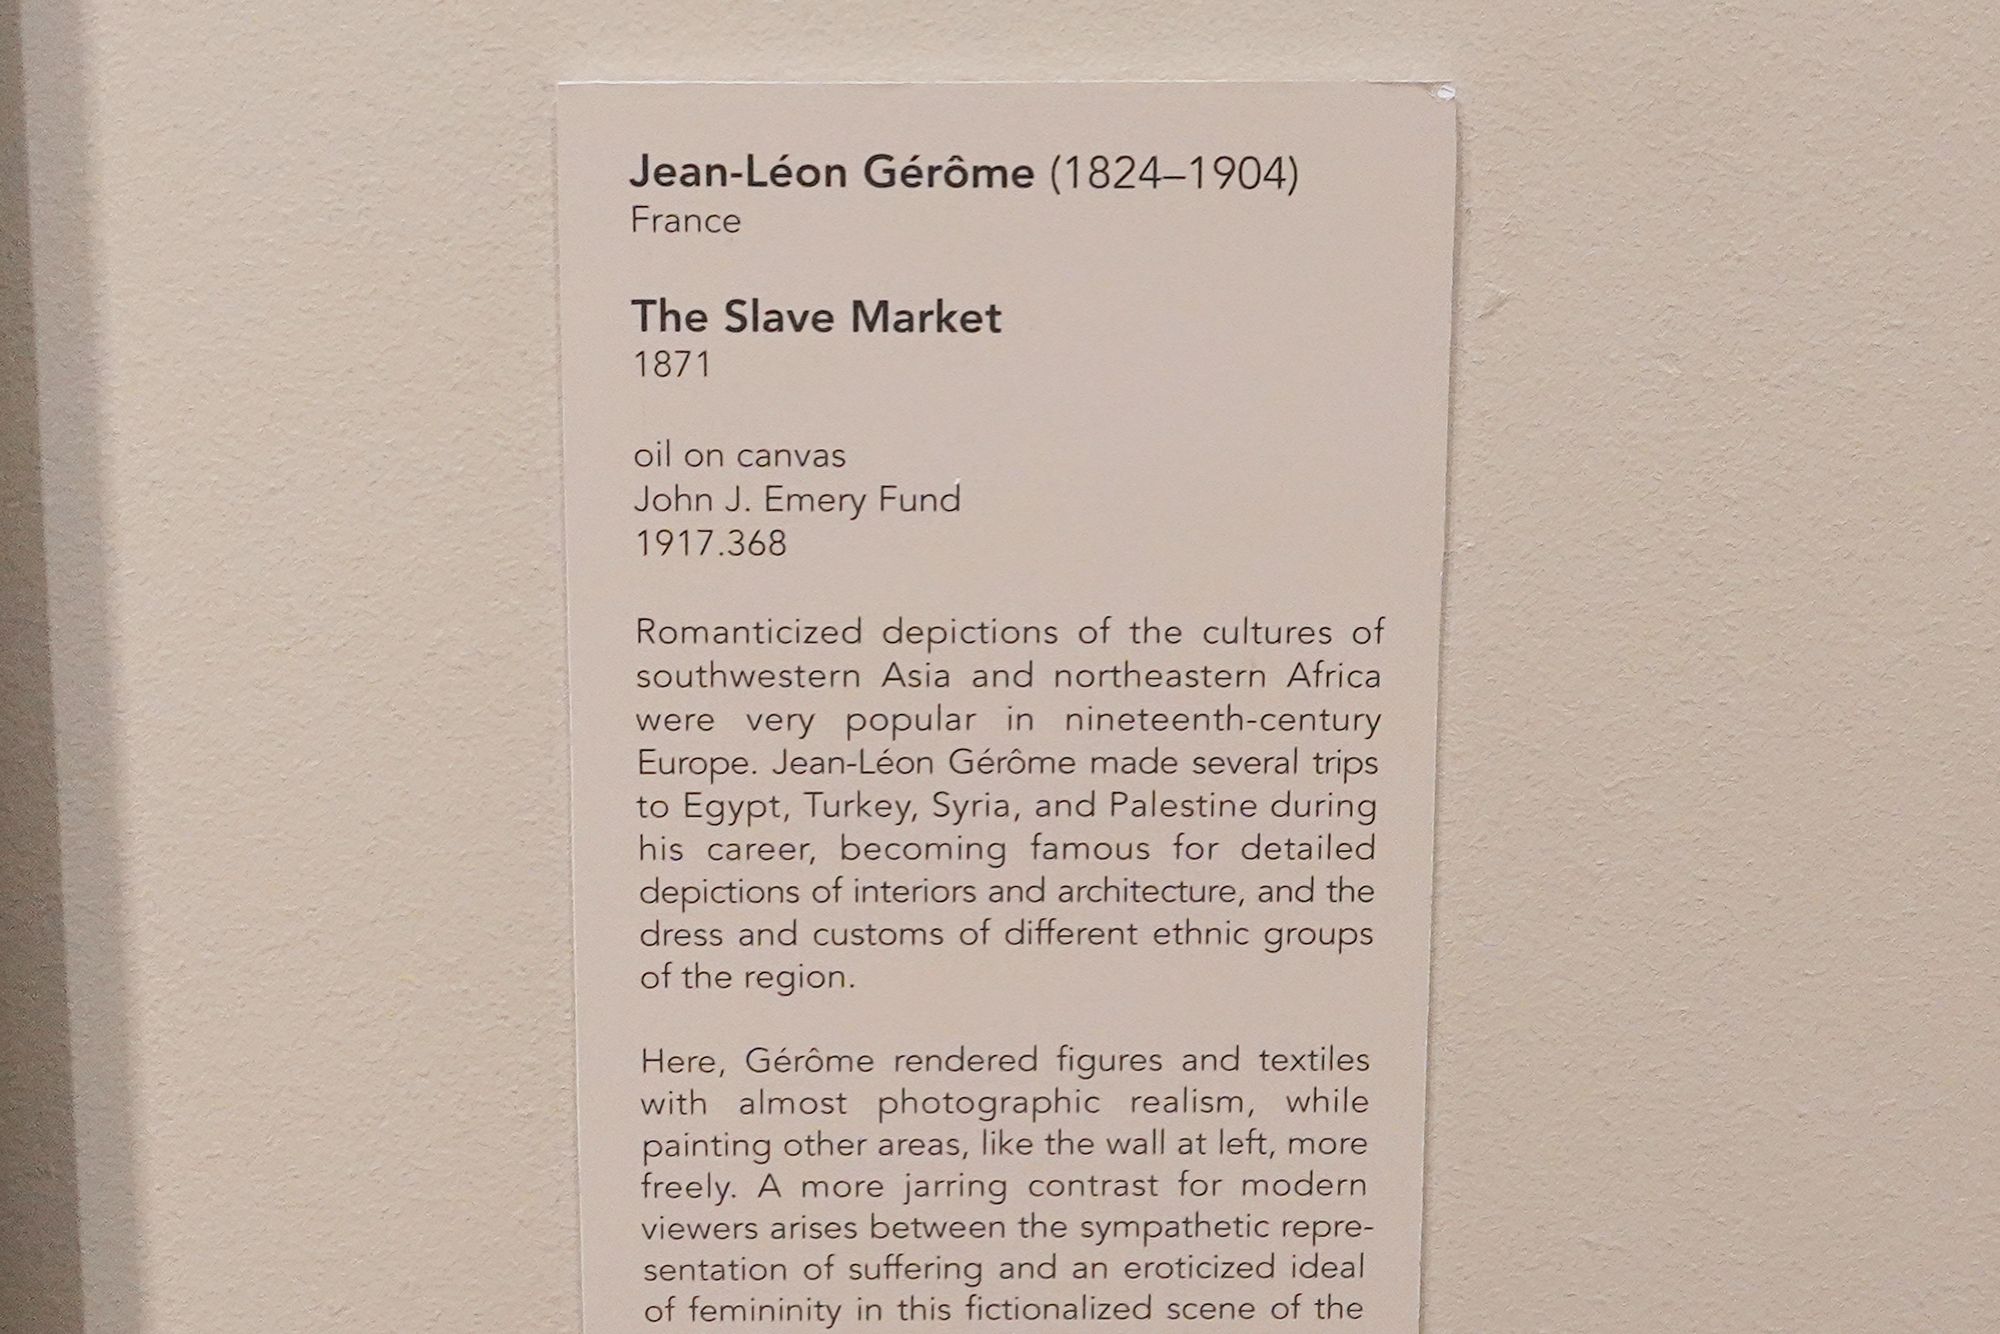 Jean-Léon Gérôme (1824–1904)
France
The Slave Market
1871
oil on canvas
John J. Emery Fund
1917.368
Romanticized depictions of the cultures of
southwestern Asia and northeastern Africa
were very popular in nineteenth-century
Europe. Jean-Léon Gérôme made several trips
to Egypt, Turkey, Syria, and Palestine during
his career, becoming famous for detailed
depictions of interiors and architecture, and the
dress and customs of different ethnic groups
of the region.
Here, Gérôme rendered figures and textiles
with almost photographic realism, while
painting other areas, like the wall at left, more
freely. A more jarring contrast for modern
viewers arises between the sympathetic repre-
sentation of suffering and an eroticized ideal
of femininity in this fictionalized scene of the